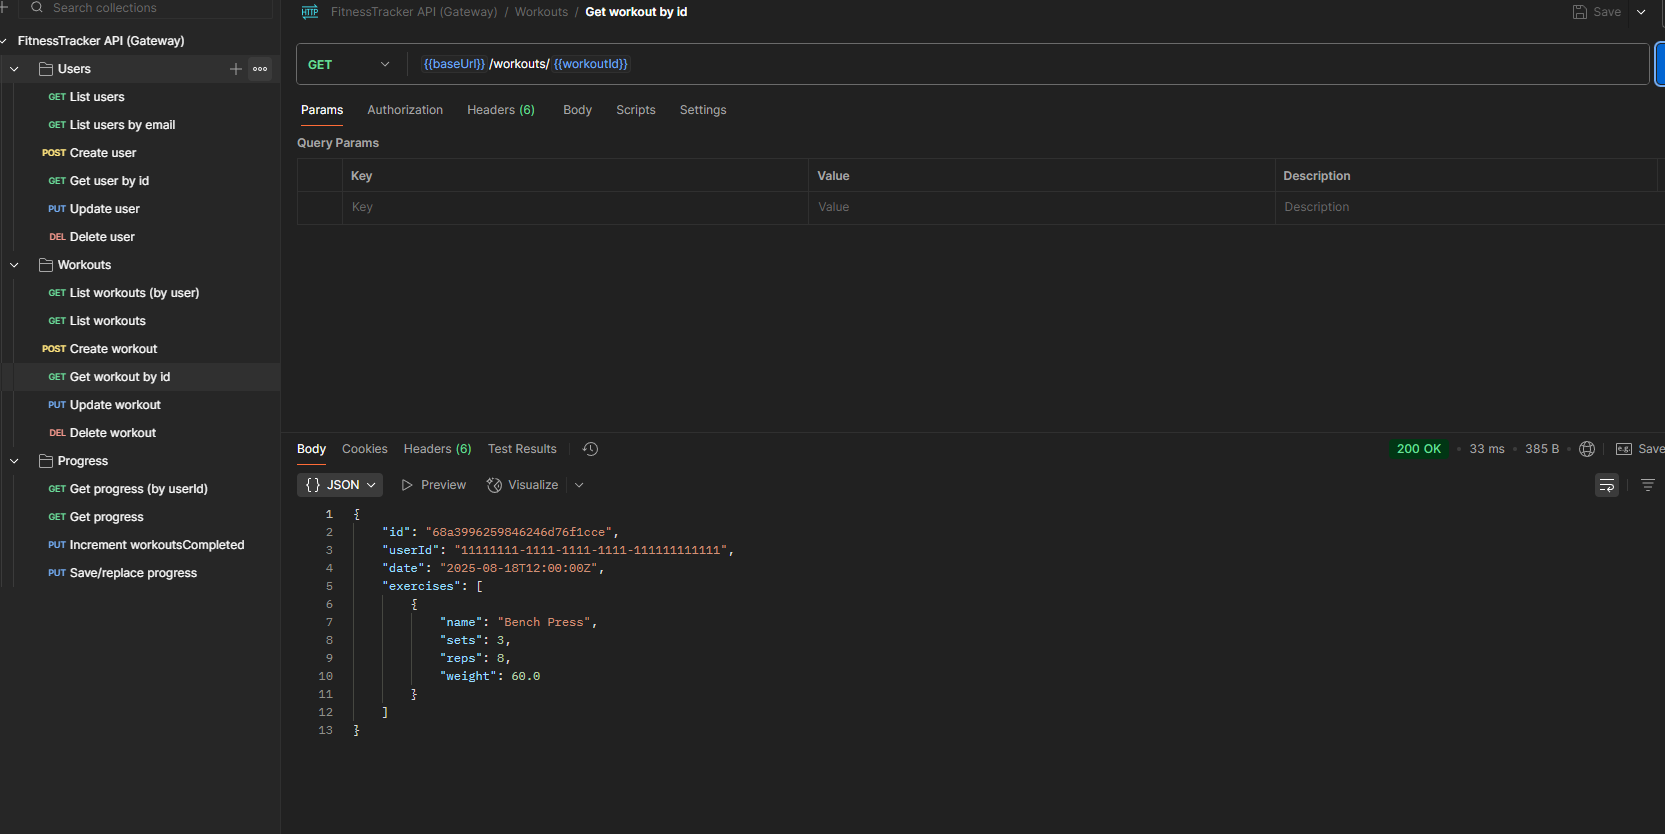 Search collections
FitnessTracker API (Gateway)
Users
GET List users
GET List users by email
POST Create user
GET Get user by id
PUT Update user
DEL Delete user
Workouts
GET List workouts (by user)
GET List workouts
POST Create workout
GET Get workout by id
PUT Update workout
DEL Delete workout
Progress
GET Get progress (by userId)
GET Get progress
PUT Increment workoutsCompleted
PUT Save/replace progress
HTTP FitnessTracker API (Gateway) / Workouts / Get workout by id
Save
GET {{baseUrl}} /workouts/ {{workoutId}}
Params Authorization Headers (6) Body Scripts Settings
Query Params
Key Value Description
Key Value Description
Body Cookies Headers (6) Test Results
200 OK • 33 ms • 385 B • e.g. Save
{} JSON Preview Visualize
1 {
2 "id": "68a3996259846246d76f1cce",
3 "userId": "11111111-1111-1111-1111-111111111111",
4 "date": "2025-08-18T12:00:00Z",
5 "exercises": [
6 {
7 "name": "Bench Press",
8 "sets": 3,
9 "reps": 8,
10 "weight": 60.0
11 }
12 ]
13 }